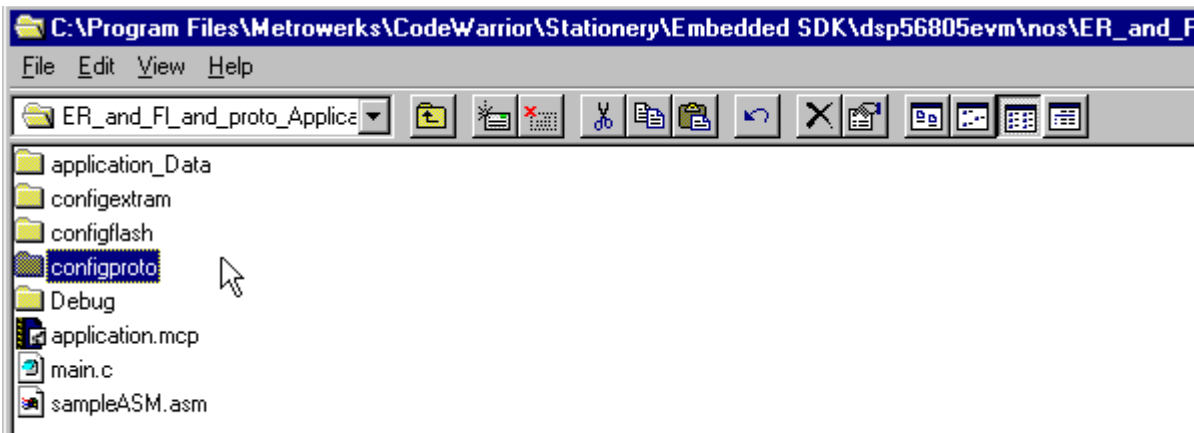 C:\Program Files\Metrowerks\CodeWarrior\Stationery\Embedded SDK\dsp56805evm\nos\ER_and_F
File Edit View Help
ER_and_FI_and_proto_Applica
application_Data
configextram
configflash
configproto
Debug
application.mcp
main.c
sampleASM.asm